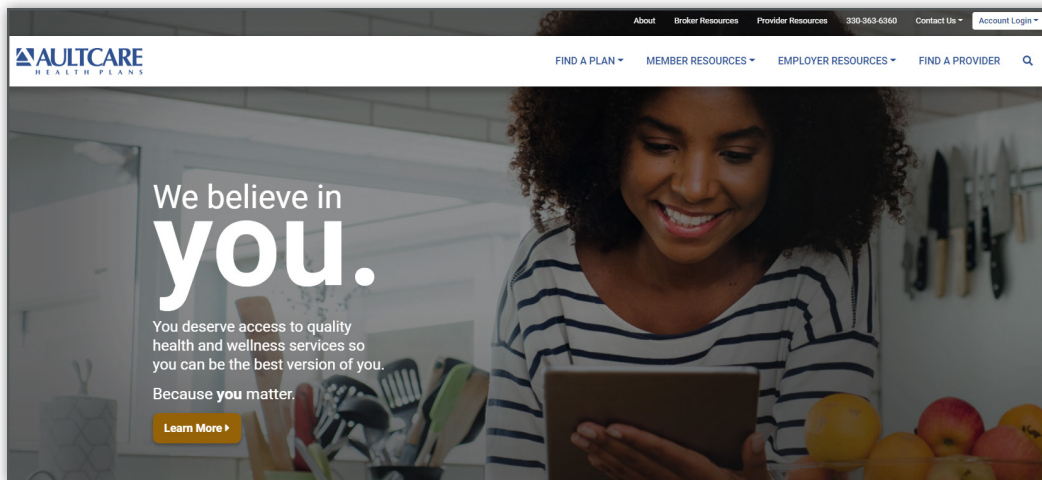 About Broker Resources Provider Resources 330-363-6360 Contact Us Account Login
AULTCARE
HEALTH PLANS
FIND A PLAN MEMBER RESOURCES EMPLOYER RESOURCES FIND A PROVIDER
We believe in
you.
You deserve access to quality
health and wellness services so
you can be the best version of you.
Because you matter.
Learn More